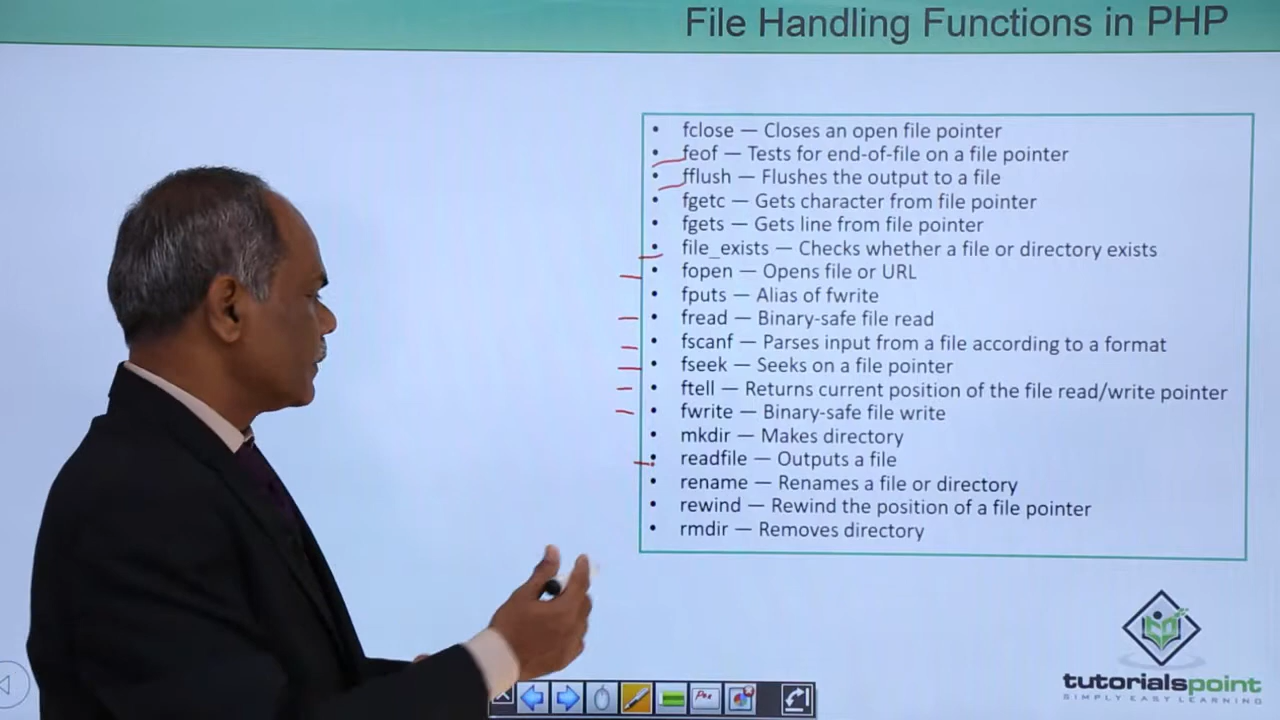 File Handling Functions in PHP
• fclose — Closes an open file pointer
• feof — Tests for end-of-file on a file pointer
• fflush — Flushes the output to a file
• fgetc — Gets character from file pointer
• fgets — Gets line from file pointer
• file_exists — Checks whether a file or directory exists
• fopen — Opens file or URL
• fputs — Alias of fwrite
• fread — Binary-safe file read
• fscanf — Parses input from a file according to a format
• fseek — Seeks on a file pointer
• ftell — Returns current position of the file read/write pointer
• fwrite — Binary-safe file write
• mkdir — Makes directory
• readfile — Outputs a file
• rename — Renames a file or directory
• rewind — Rewind the position of a file pointer
• rmdir — Removes directory
tutorialspoint
SIMPLY EASY LEARNING
Pen